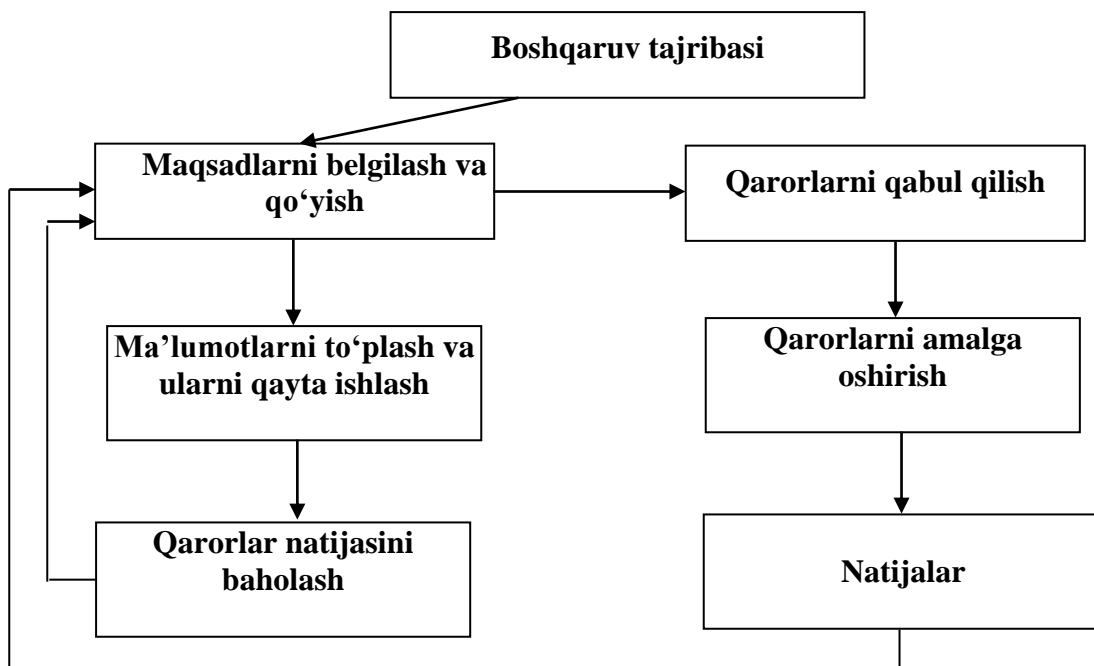 Boshqaruv tajribasi
Maqsadlarni belgilash va
qo‘yish
Qarorlarni qabul qilish
Ma’lumotlarni to‘plash va
ularni qayta ishlash
Qarorlarni amalga
oshirish
Qarorlar natijasini
baholash
Natijalar